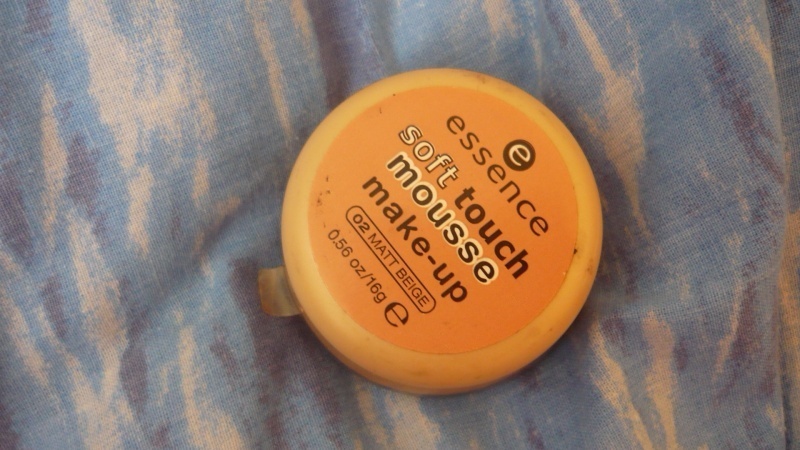 e
essence
soft touch
mousse
make-up
02 MATT BEIGE
0.56 oz/16g ℮